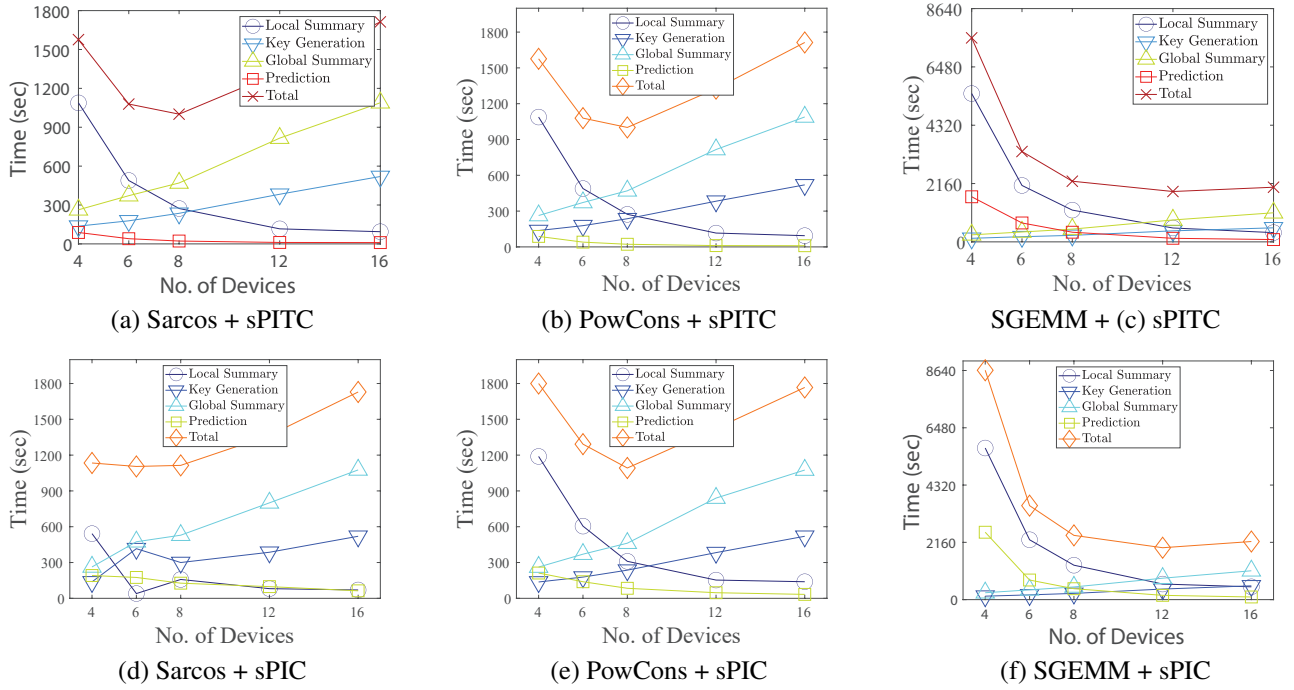 1800
1500
1200
900
600
300
0
Time (sec)
4 6 8 12 16
No. of Devices
Local Summary
Key Generation
Global Summary
Prediction
Total
(a) Sarcos + sPITC
1800
1500
1200
900
600
300
0
Time (sec)
4 6 8 12 16
No. of Devices
Local Summary
Key Generation
Global Summary
Prediction
Total
(b) PowCons + sPITC
8640
6480
4320
2160
0
Time (sec)
4 6 8 12 16
No. of Devices
Local Summary
Key Generation
Global Summary
Prediction
Total
SGEMM + (c) sPITC
1800
1500
1200
900
600
300
0
Time (sec)
4 6 8 12 16
No. of Devices
Local Summary
Key Generation
Global Summary
Prediction
Total
(d) Sarcos + sPIC
1800
1500
1200
900
600
300
0
Time (sec)
4 6 8 12 16
No. of Devices
Local Summary
Key Generation
Global Summary
Prediction
Total
(e) PowCons + sPIC
8640
6480
4320
2160
0
Time (sec)
4 6 8 12 16
No. of Devices
Local Summary
Key Generation
Global Summary
Prediction
Total
(f) SGEMM + sPIC